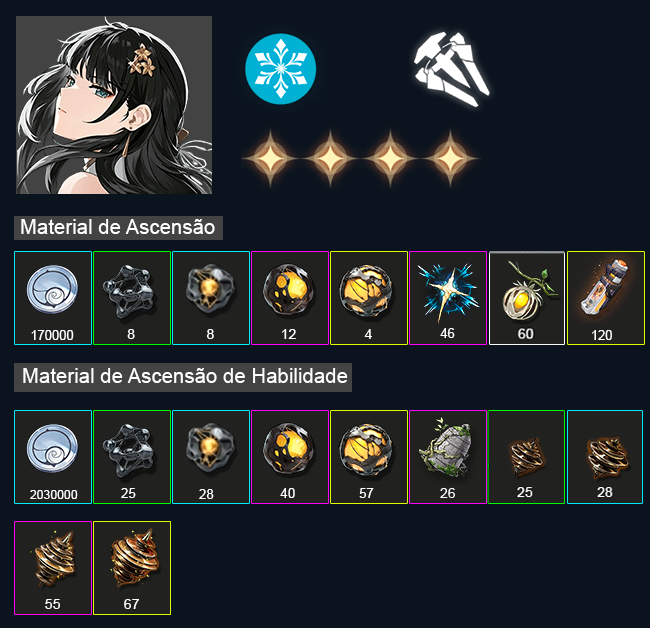 Material de Ascensão
170000 8 8 12 4 46 60 120
Material de Ascensão de Habilidade
2030000 25 28 40 57 26 25 28
55 67